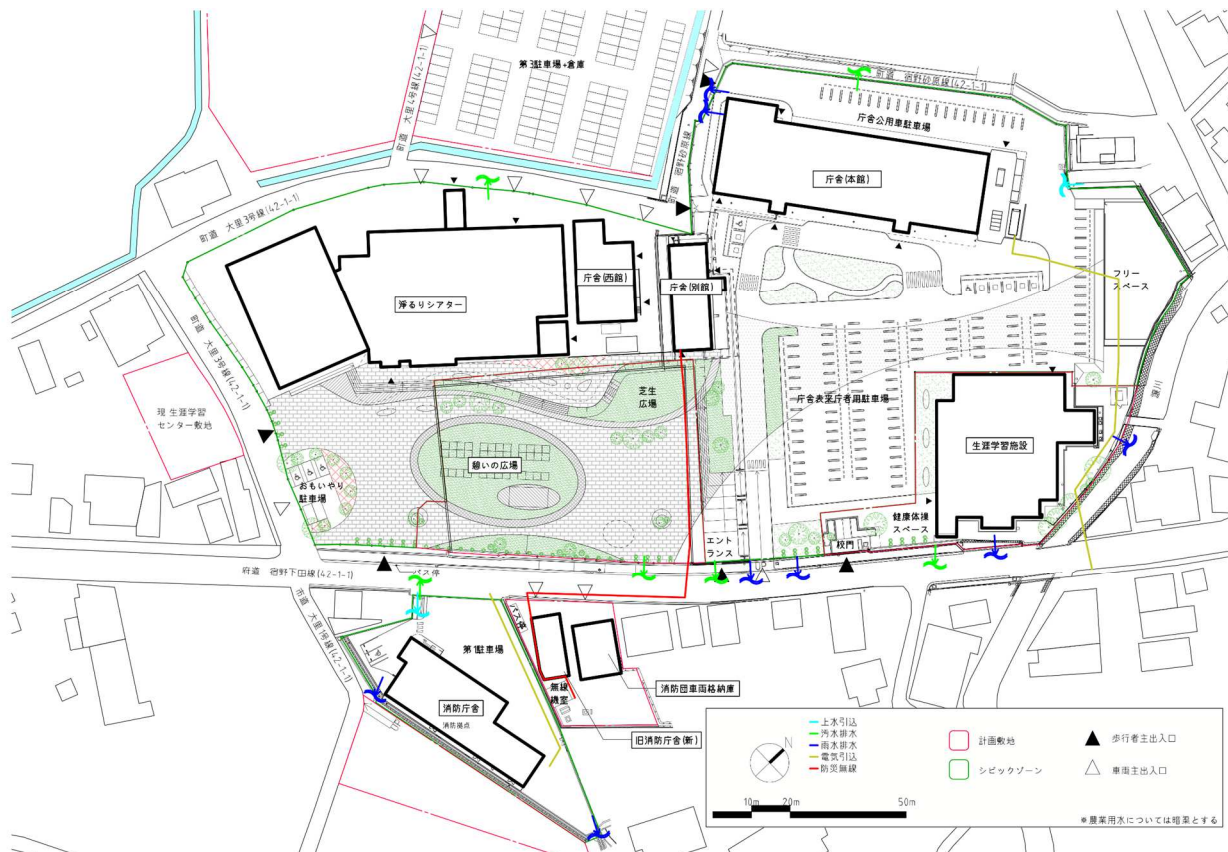 第3駐車場+倉庫
町道 大里4号線(42-1-1)
町道 宿野砂原線
町道 宿野砂原線(42-1-1)
庁舎公用車駐車場
庁舎(本館)
町道 大里3号線(42-1-1)
浄るりシアター
庁舎(西館)
庁舎(別館)
フリー
スペース
町道 大里3号線(42-1-1)
現 生涯学習
センター敷地
芝生
広場
憩いの広場
庁舎表来庁者用駐車場
生涯学習施設
おもいやり
駐車場
健康体操
スペース
エント
ランス
校門
府道 宿野下田線(42-1-1)
バス停
市道 大里1号線(42-1-1)
バス停
第1駐車場
無線
機室
消防団車両格納庫
消防庁舎
消防拠点
旧消防庁舎(新)
N
上水引込
汚水排水
雨水排水
電気引込
防災無線
計画敷地
シビックゾーン
歩行者主出入口
車両主出入口
10m 20m 50m
※農業用水については暗渠とする